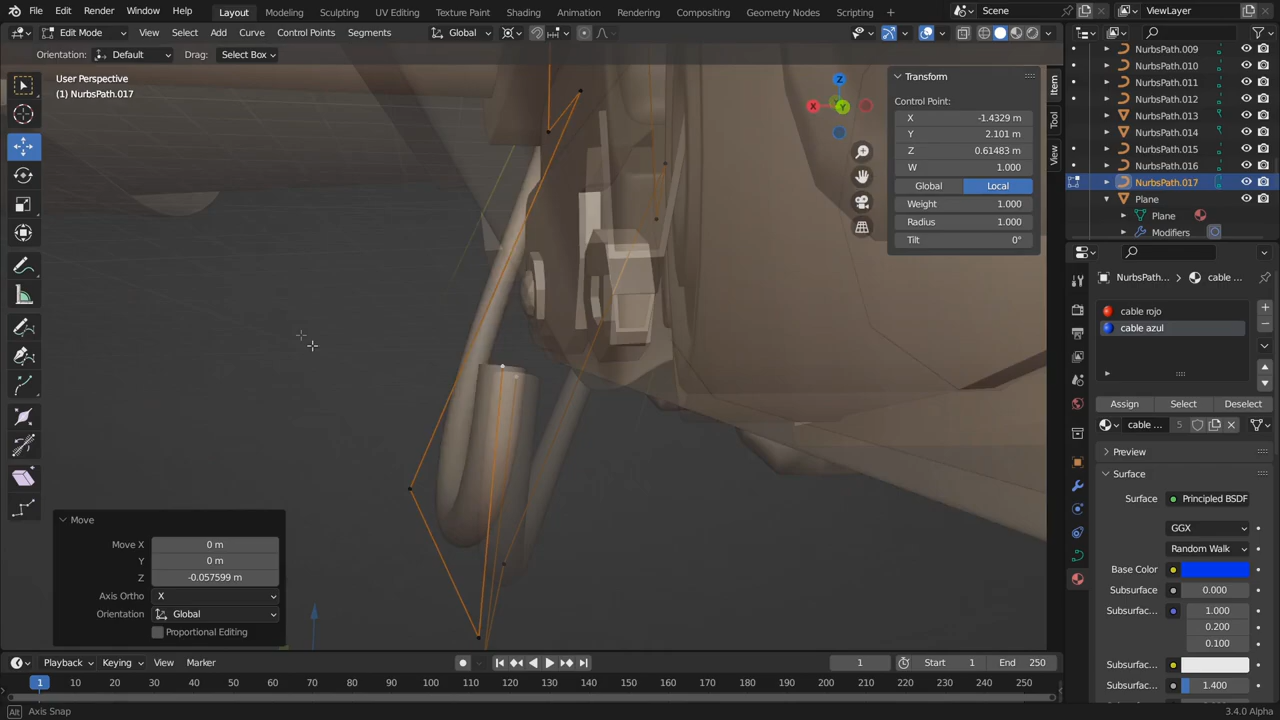 File Edit Render Window Help Layout Modeling Sculpting UV Editing Texture Paint Shading Animation Rendering Compositing Geometry Nodes Scripting + Scene ViewLayer
Edit Mode View Select Add Curve Control Points Segments Global
Orientation: Default Drag: Select Box Options
User Perspective
(1) NurbsPath.017
Transform
Control Point:
X -1.4329 m
Y 2.101 m
Z 0.61483 m
W 1.000
Global Local
Weight 1.000
Radius 1.000
Tilt 0°
Item
Tool
View
X
Y
Z
NurbsPath.009
NurbsPath.010
NurbsPath.011
NurbsPath.012
NurbsPath.013
NurbsPath.014
NurbsPath.015
NurbsPath.016
NurbsPath.017
Plane
Plane
Modifiers
NurbsPath... cable ...
cable rojo
cable azul
Assign Select Deselect
cable ... 5
Preview
Surface
Surface Principled BSDF
GGX
Random Walk
Base Color
Subsurface 0.000
Subsurfac... 1.000
0.200
0.100
Subsurfac...
Subsurfac...
1.400
Move
Move X 0 m
Y 0 m
Z -0.057599 m
Axis Ortho X
Orientation Global
Proportional Editing
Playback Keying View Marker 1 Start 1 End 250
1 10 20 30 40 50 60 70 80 90 100 110 120 130 140 150 160 170 180 190 200 210 220 230 240 250
Alt Axis Snap 3.4.0 Alpha